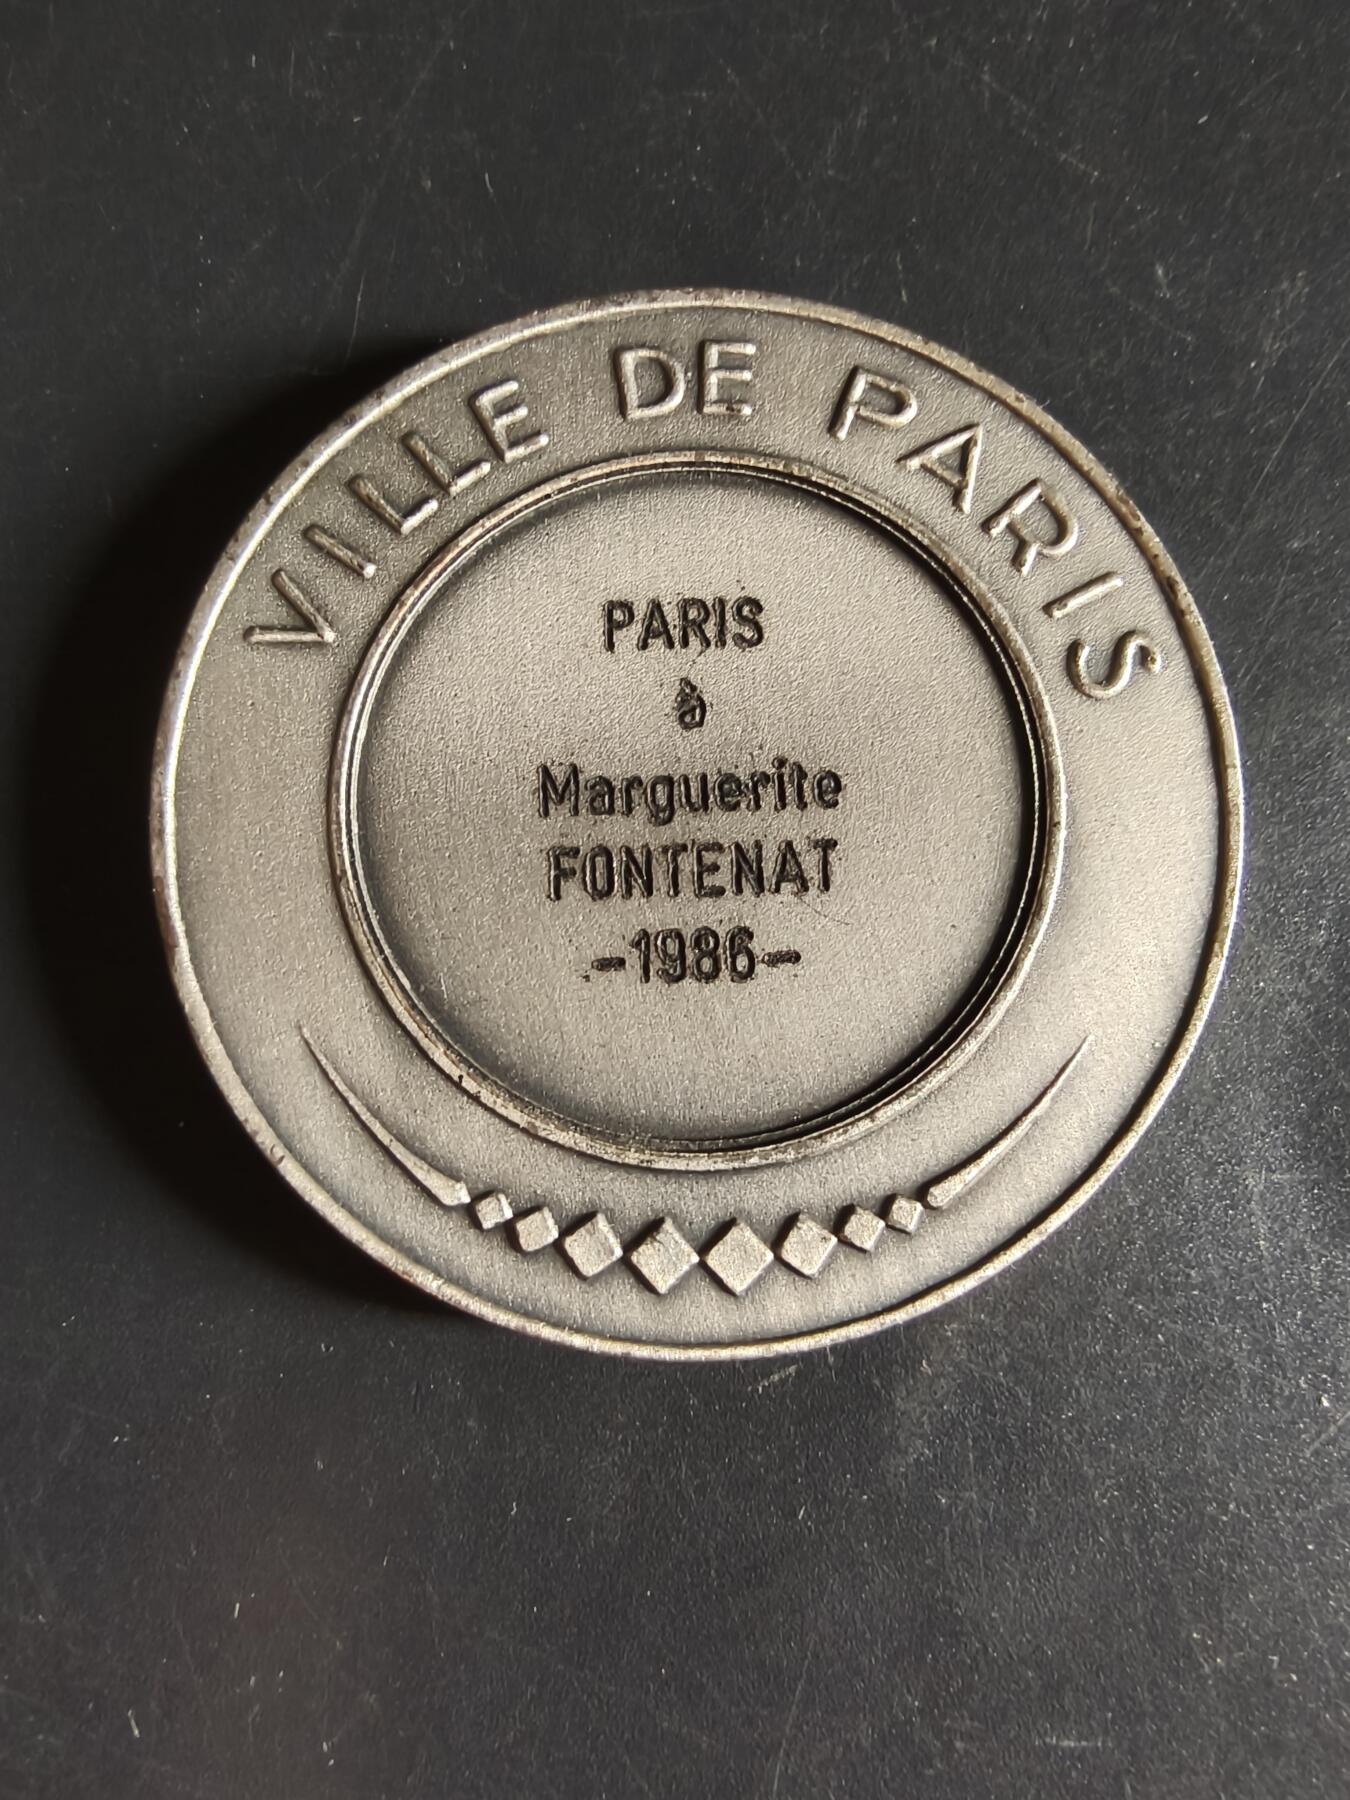 VILLE DE PARIS
PARIS
à
Marguerite
FONTENAT
-1986-